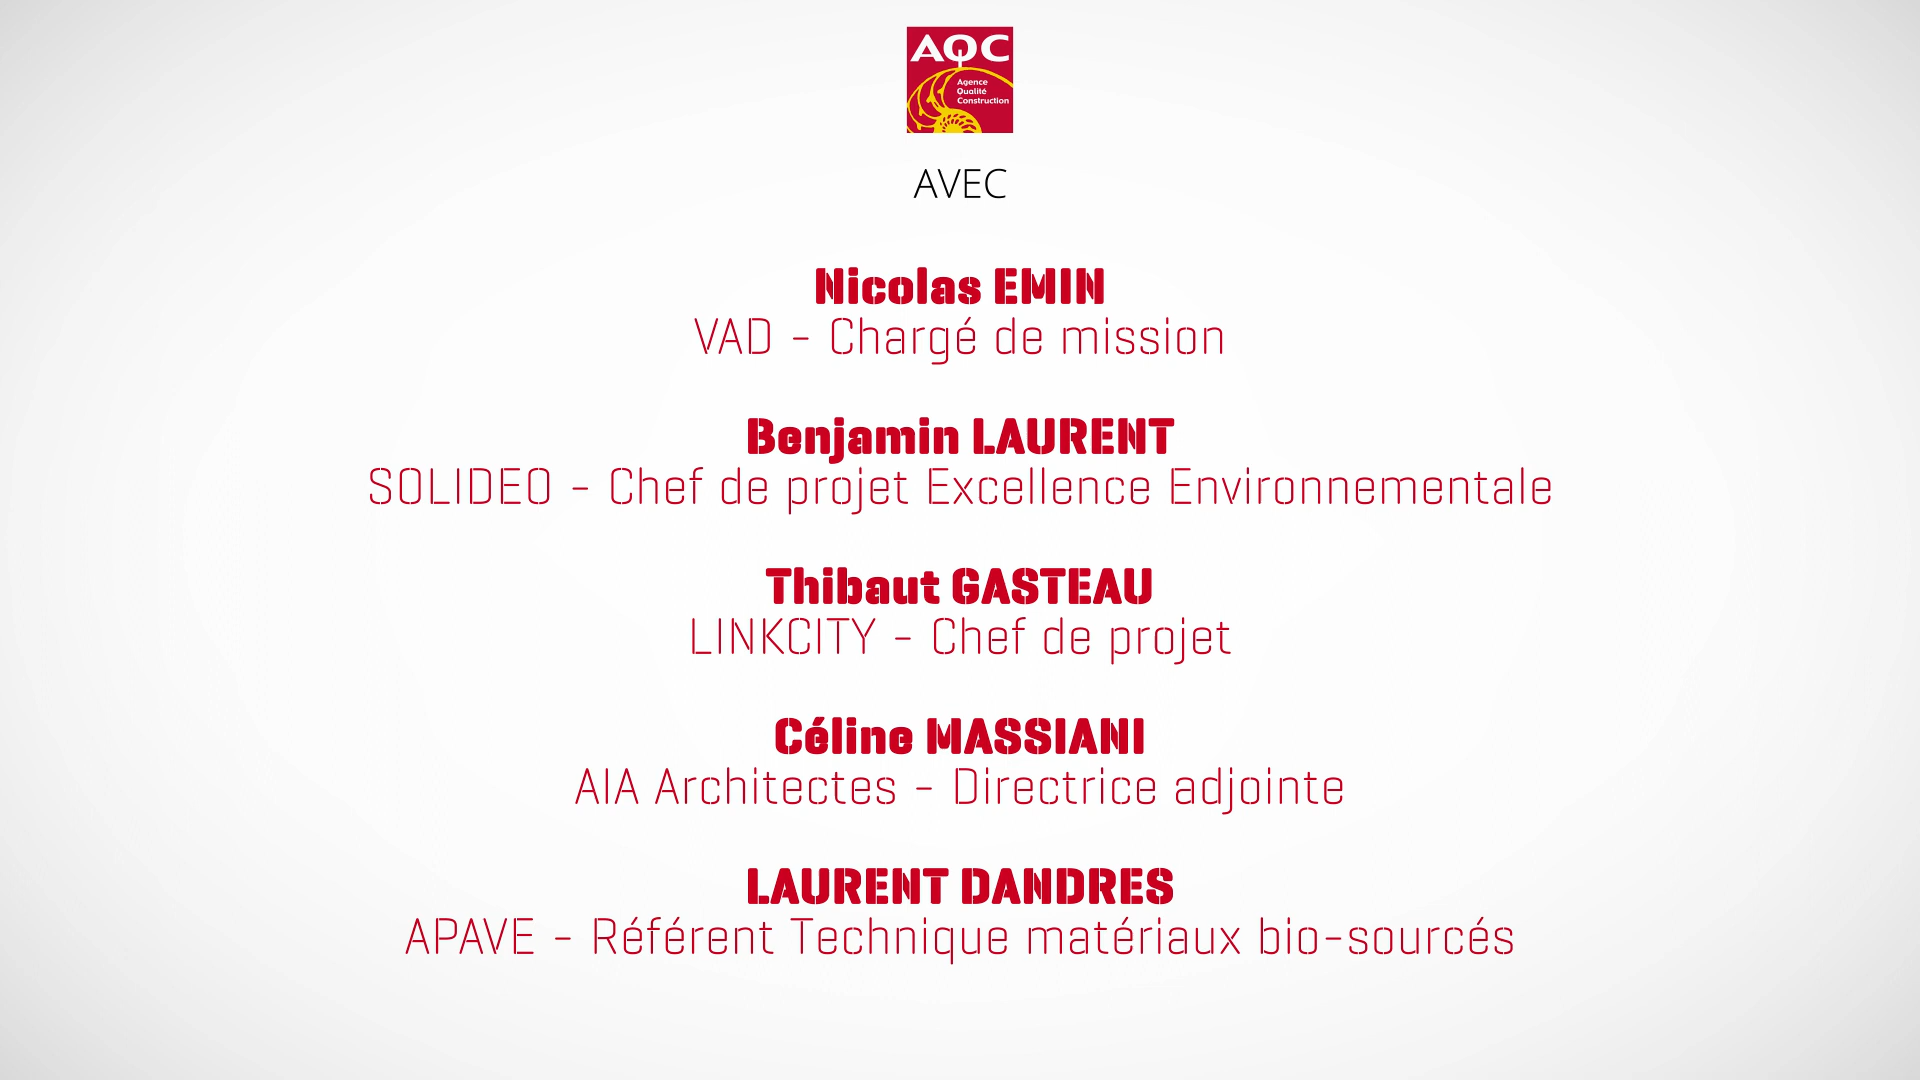 AQC
Agence
Qualité
Construction
AVEC
Nicolas EMIN
VAD - Chargé de mission
Benjamin LAURENT
SOLIDEO - Chef de projet Excellence Environnementale
Thibaut GASTEAU
LINKCITY - Chef de projet
Céline MASSIANI
AIA Architectes - Directrice adjointe
LAURENT DANDRES
APAVE - Référent Technique matériaux bio-sourcés